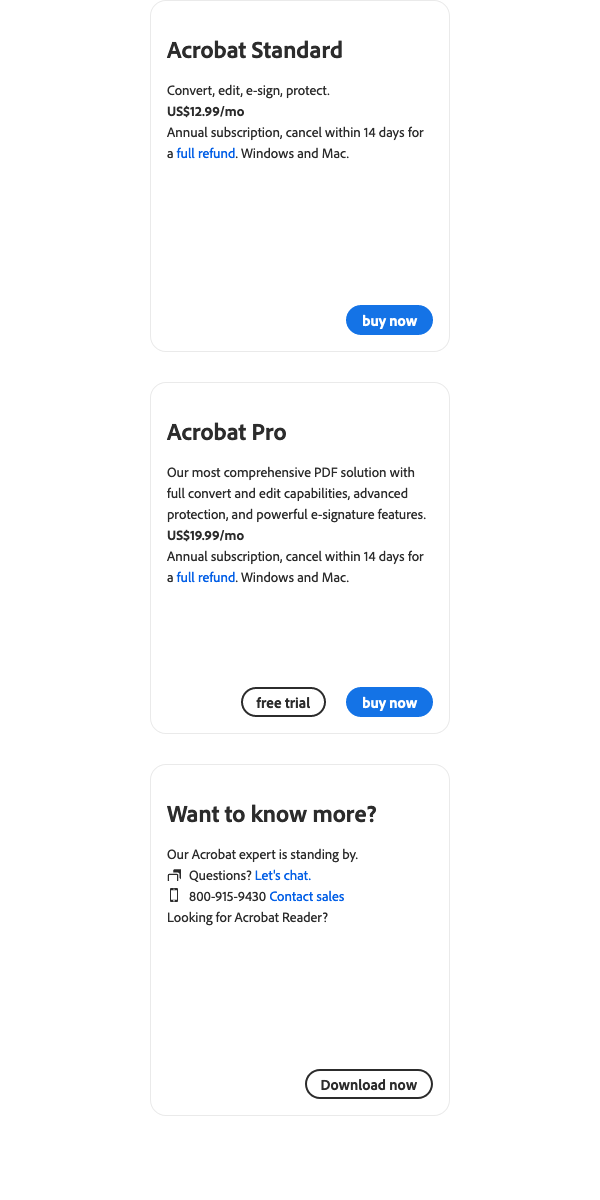 Acrobat Standard
Convert, edit, e-sign, protect.
US$12.99/mo
Annual subscription, cancel within 14 days for
a full refund. Windows and Mac.
buy now
Acrobat Pro
Our most comprehensive PDF solution with
full convert and edit capabilities, advanced
protection, and powerful e-signature features.
US$19.99/mo
Annual subscription, cancel within 14 days for
a full refund. Windows and Mac.
free trial buy now
Want to know more?
Our Acrobat expert is standing by.
Questions? Let's chat.
800-915-9430 Contact sales
Looking for Acrobat Reader?
Download now